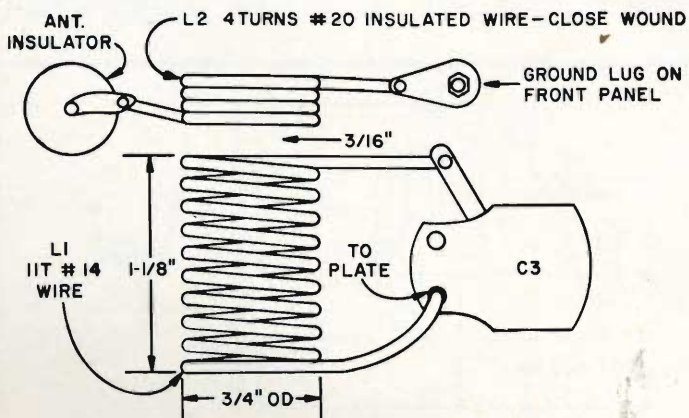 ANT.
INSULATOR
L2 4 TURNS #20 INSULATED WIRE-CLOSE WOUND
GROUND LUG ON
FRONT PANEL
3/16"
L1
11T #14
WIRE
1-1/8"
TO
PLATE
C3
3/4" OD